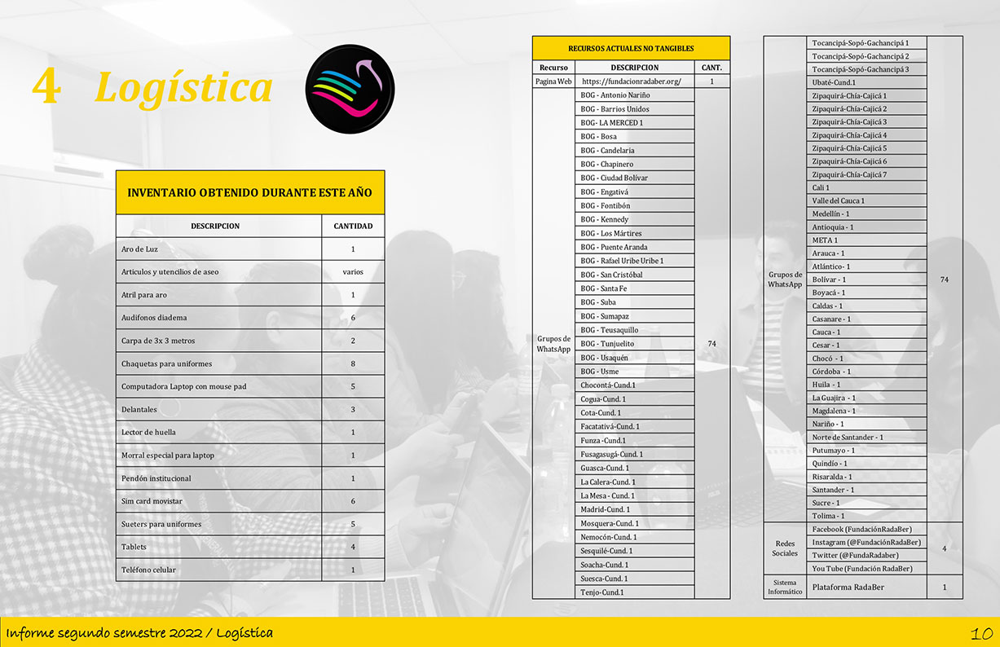 4 Logística
INVENTARIO OBTENIDO DURANTE ESTE AÑO
DESCRIPCION CANTIDAD
Aro de Luz 1
Articulos y utencilios de aseo varios
Atril para aro 1
Audifonos diadema 6
Carpa de 3x 3 metros 2
Chaquetas para uniformes 8
Computadora Laptop con mouse pad 5
Delantales 3
Lector de huella 1
Morral especial para laptop 1
Pendón institucional 1
Sim card movistar 6
Sueters para uniformes 5
Tablets 4
Teléfono celular 1
RECURSOS ACTUALES NO TANGIBLES
Recurso DESCRIPCION CANT.
Pagina Web https://fundacionradaber.org/ 1
BOG - Antonio Nariño
BOG - Barrios Unidos
BOG- LA MERCED 1
BOG - Bosa
BOG - Candelaria
BOG - Chapinero
BOG - Ciudad Bolívar
BOG - Engativá
BOG - Fontibón
BOG - Kennedy
BOG - Los Mártires
BOG - Puente Aranda
BOG - Rafael Uribe Uribe 1
BOG - San Cristóbal
BOG - Santa Fe
BOG - Suba
BOG - Sumapaz
BOG - Teusaquillo
Grupos de WhatsApp
BOG - Tunjuelito 74
BOG - Usaquén
BOG - Usme
Chocontá-Cund.1
Cogua-Cund. 1
Cota-Cund. 1
Facatativá-Cund. 1
Funza -Cund.1
Fusagasugá-Cund. 1
Guasca-Cund. 1
La Calera-Cund. 1
La Mesa - Cund. 1
Madrid-Cund. 1
Mosquera-Cund. 1
Nemocón-Cund. 1
Sesquilé-Cund. 1
Soacha-Cund. 1
Suesca-Cund. 1
Tenjo-Cund.1
Tocancipá-Sopó-Gachancipá 1
Tocancipá-Sopó-Gachancipá 2
Tocancipá-Sopó-Gachancipá 3
Ubaté-Cund.1
Zipaquirá-Chía-Cajicá 1
Zipaquirá-Chía-Cajicá 2
Zipaquirá-Chía-Cajicá 3
Zipaquirá-Chía-Cajicá 4
Zipaquirá-Chía-Cajicá 5
Zipaquirá-Chía-Cajicá 6
Zipaquirá-Chía-Cajicá 7
Cali 1
Valle del Cauca 1
Medellín - 1
Antioquia - 1
META 1
Arauca - 1
Atlántico- 1
Grupos de WhatsApp
Bolívar - 1 74
Boyacá - 1
Caldas - 1
Casanare - 1
Cauca - 1
Cesar - 1
Chocó - 1
Córdoba - 1
Huila - 1
La Guajira - 1
Magdalena - 1
Nariño - 1
Norte de Santander - 1
Putumayo - 1
Quindío - 1
Risaralda - 1
Santander - 1
Sucre - 1
Tolima - 1
Redes Sociales
Facebook (FundaciónRadaBer)
Instagram (@FundaciónRadaBer) 4
Twitter (@FundaRadaber)
You Tube (Fundación RadaBer)
Sistema Informático
Plataforma RadaBer 1
Informe segundo semestre 2022 / Logística
10